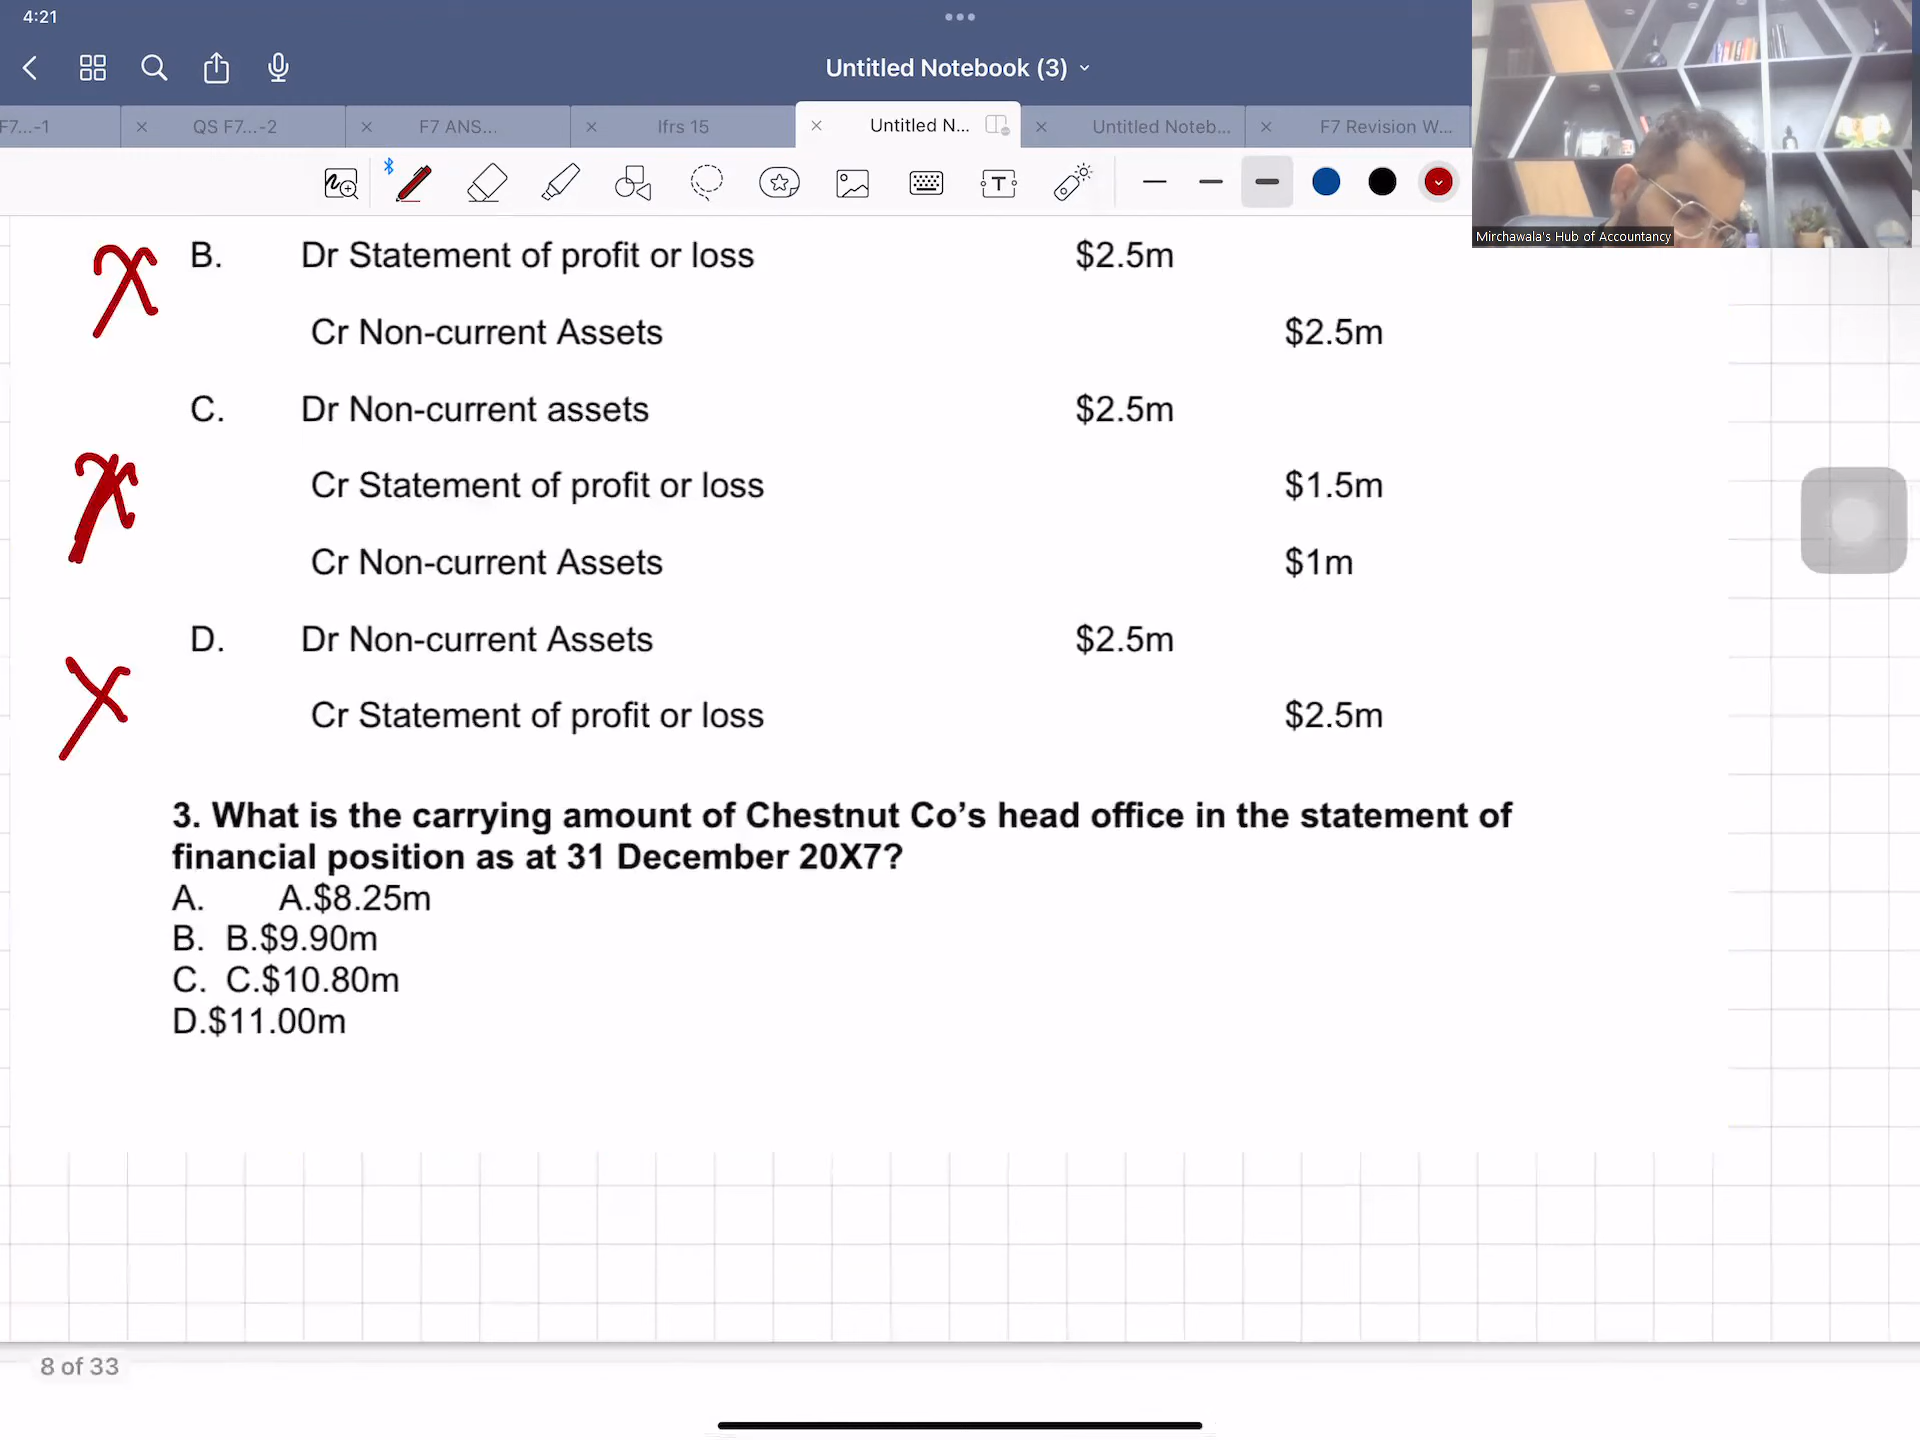 4:21
Untitled Notebook (3)
F7...-1
QS F7...-2
F7 ANS...
Ifrs 15
Untitled N...
Untitled Noteb...
F7 Revision W...
Mirchawala's Hub of Accountancy
B. Dr Statement of profit or loss $2.5m
Cr Non-current Assets $2.5m
C. Dr Non-current assets $2.5m
Cr Statement of profit or loss $1.5m
Cr Non-current Assets $1m
D. Dr Non-current Assets $2.5m
Cr Statement of profit or loss $2.5m
3. What is the carrying amount of Chestnut Co’s head office in the statement of
financial position as at 31 December 20X7?
A. A.$8.25m
B. B.$9.90m
C. C.$10.80m
D.$11.00m
8 of 33